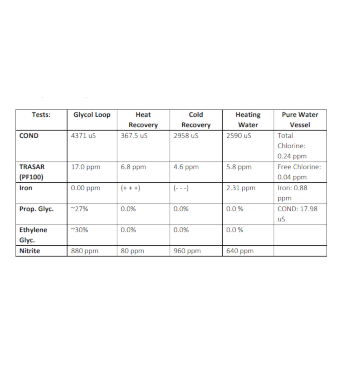 Tests: Glycol Loop Heat Recovery Cold Recovery Heating Water Pure Water Vessel
COND 4371 uS 367.5 uS 2958 uS 2590 uS Total Chlorine: 0.24 ppm
TRASAR (PF100) 17.0 ppm 6.8 ppm 4.6 ppm 5.8 ppm Free Chlorine: 0.04 ppm
Iron 0.00 ppm (+ + +) (- - -) 2.31 ppm Iron: 0.88 ppm
Prop. Glyc. ~27% 0.0% 0.0% 0.0 % COND: 17.98 uS
Ethylene Glyc. ~30% 0.0% 0.0% 0.0 %
Nitrite 880 ppm 80 ppm 960 ppm 640 ppm